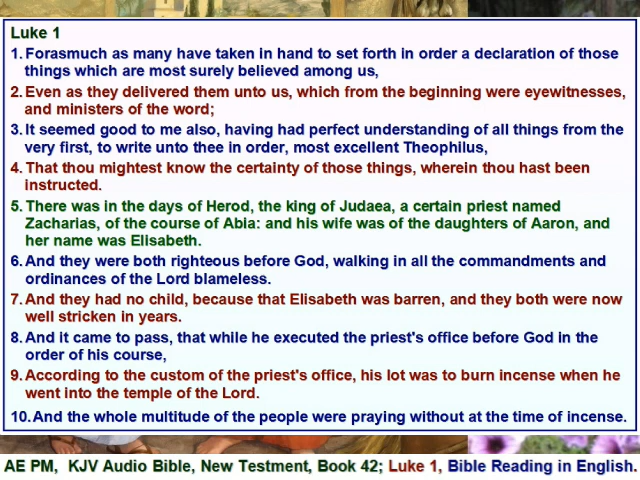 Luke 1
1. Forasmuch as many have taken in hand to set forth in order a declaration of those
things which are most surely believed among us,
2. Even as they delivered them unto us, which from the beginning were eyewitnesses,
and ministers of the word;
3. It seemed good to me also, having had perfect understanding of all things from the
very first, to write unto thee in order, most excellent Theophilus,
4. That thou mightest know the certainty of those things, wherein thou hast been
instructed.
5. There was in the days of Herod, the king of Judaea, a certain priest named
Zacharias, of the course of Abia: and his wife was of the daughters of Aaron, and
her name was Elisabeth.
6. And they were both righteous before God, walking in all the commandments and
ordinances of the Lord blameless.
7. And they had no child, because that Elisabeth was barren, and they both were now
well stricken in years.
8. And it came to pass, that while he executed the priest's office before God in the
order of his course,
9. According to the custom of the priest's office, his lot was to burn incense when he
went into the temple of the Lord.
10. And the whole multitude of the people were praying without at the time of incense.
AE PM, KJV Audio Bible, New Testment, Book 42; Luke 1, Bible Reading in English.